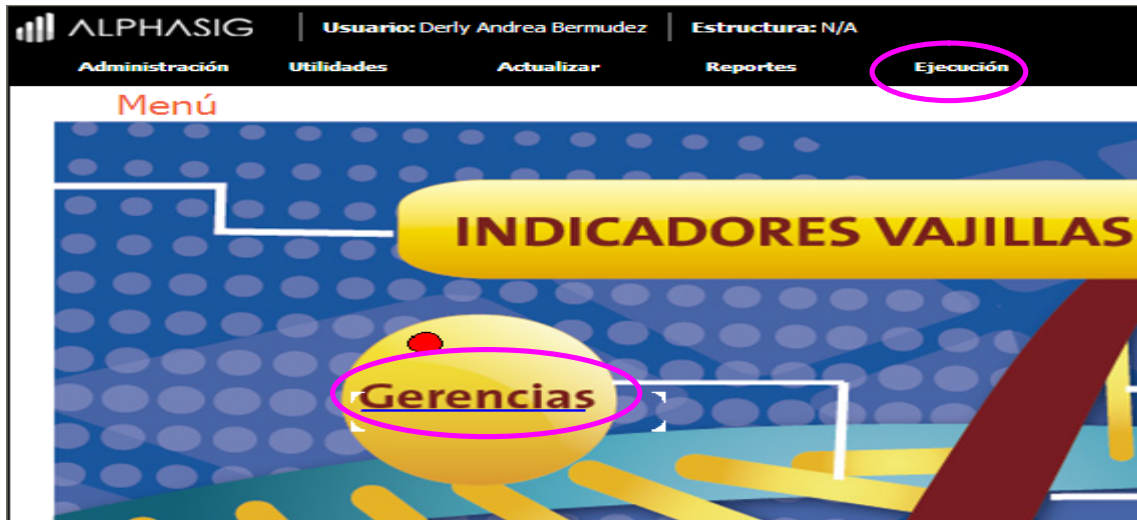 ALPHASIG Usuario: Derly Andrea Bermudez Estructura: N/A
Administración Utilidades Actualizar Reportes Ejecución
Menú
INDICADORES VAJILLAS
Gerencias